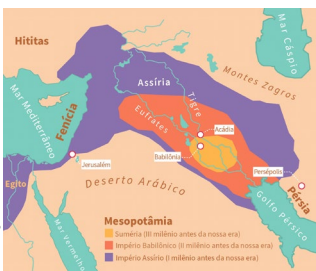 Hititas
Mar Cáspio
Montes Zagros
Assíria
Tigre
Mar Mediterrâneo
Fenícia
Eufrates
Acádia
Babilônia
Jerusalém
Persépolis
Egito
Deserto Arábico
Pérsia
Golfo Pérsico
Mar Vermelho
Mesopotâmia
Suméria (III milênio antes da nossa era)
Império Babilônico (II milênio antes da nossa era)
Império Assírio (I milênio antes da nossa era)